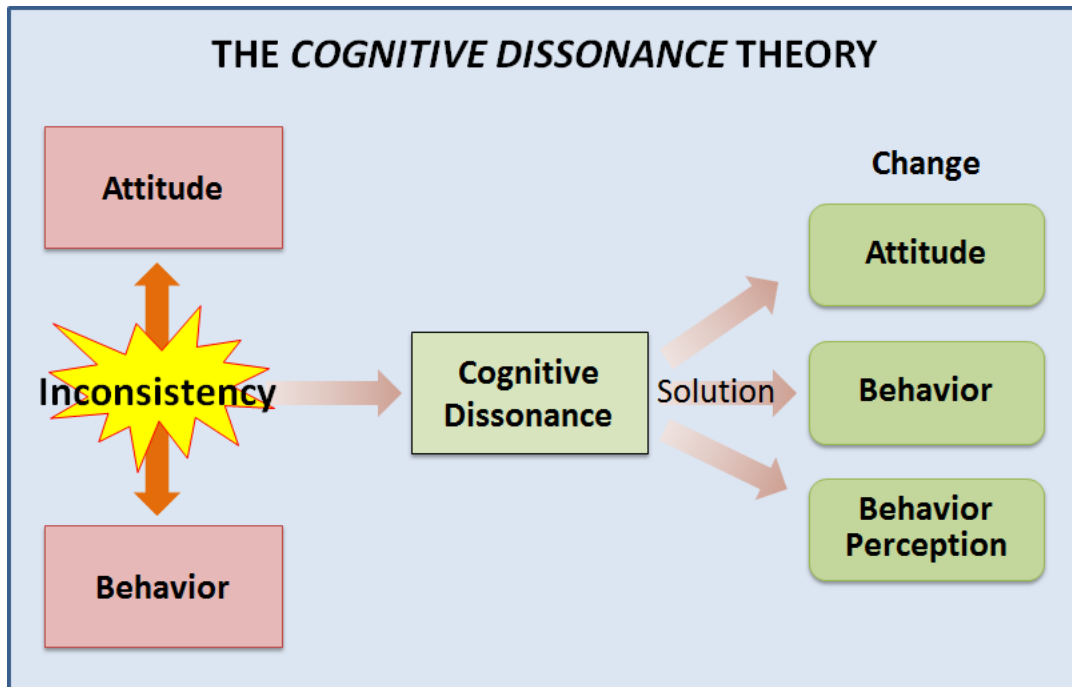 THE COGNITIVE DISSONANCE THEORY
Attitude
Inconsistency
Behavior
Cognitive
Dissonance
Solution
Change
Attitude
Behavior
Behavior
Perception